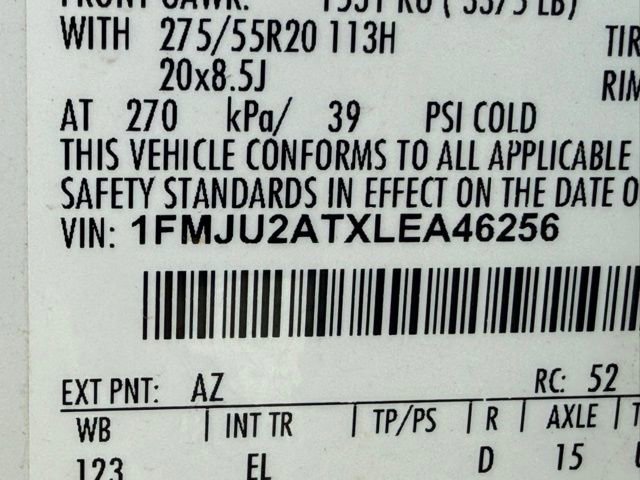 WITH 275/55R20 113H TIR
20x8.5J RIM
AT 270 kPa/ 39 PSI COLD
THIS VEHICLE CONFORMS TO ALL APPLICABLE
SAFETY STANDARDS IN EFFECT ON THE DATE O
VIN: 1FMJU2ATXLEA46256
EXT PNT: AZ RC: 52
WB | INT TR | TP/PS | R | AXLE | T
123 EL D 15